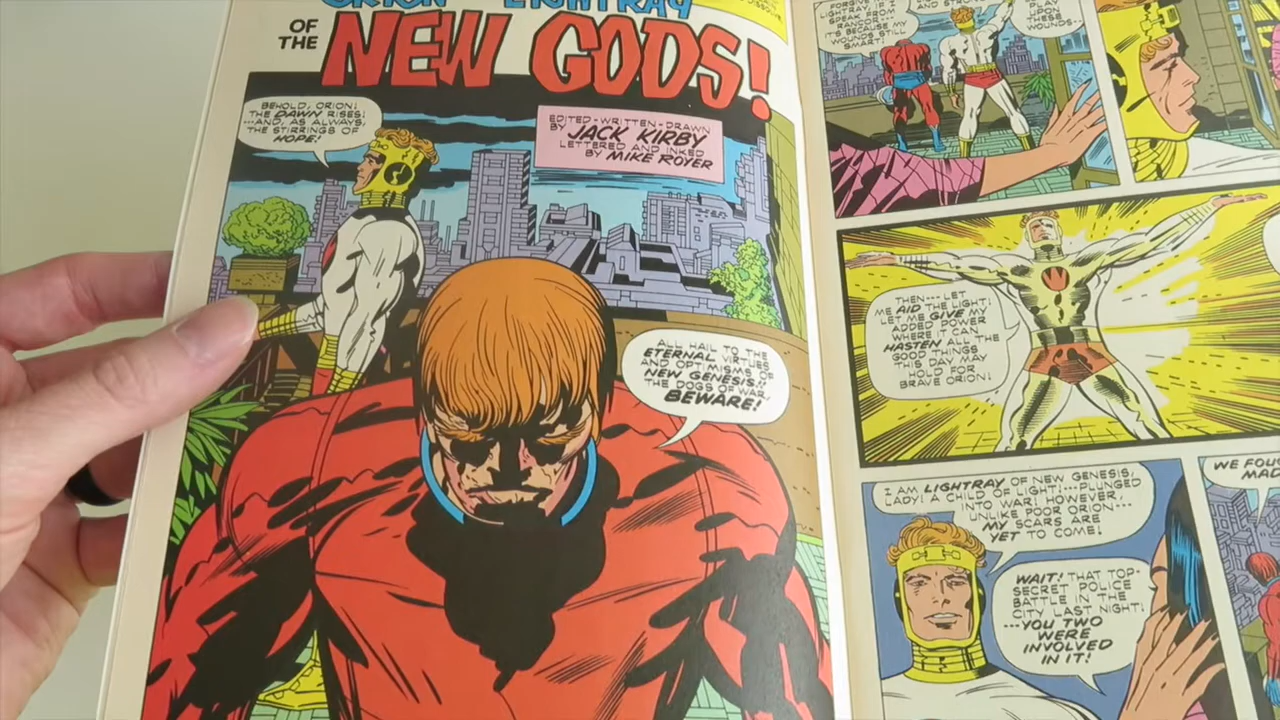 ORION & LIGHTRAY
OF
THE
NEW GODS!
BEHOLD, ORION!
THE DAWN RISES!
---AND, AS ALWAYS,
THE STIRRINGS OF
HOPE!
EDITED-WRITTEN-DRAWN
BY JACK KIRBY
LETTERED AND INKED
BY MIKE ROYER
ALL HAIL TO THE
ETERNAL VIRTUES
AND OPTIMISMS OF
NEW GENESIS!!
THE DOGS OF WAR,
BEWARE!
FORGIVE
LIGHTRAY, IF I
SPEAK FROM
RANCOR---
IT'S BECAUSE MY
WOUNDS STILL
SMART!
PLAY
UPON
THESE
WOUNDS--
THEN--- LET
ME AID THE LIGHT!
LET ME GIVE MY
ADDED POWER
WHERE IT CAN
HASTEN ALL THE
GOOD THINGS
THIS DAY MAY
HOLD FOR
BRAVE ORION!
I AM LIGHTRAY OF NEW GENESIS,
LADY! A CHILD OF LIGHT!---PLUNGED
INTO WAR! HOWEVER,
UNLIKE POOR ORION---
MY SCARS ARE
YET TO COME!
WAIT! THAT TOP-
SECRET POLICE
BATTLE IN THE
CITY LAST NIGHT!
---YOU TWO
WERE
INVOLVED
IN IT!
WE FOU